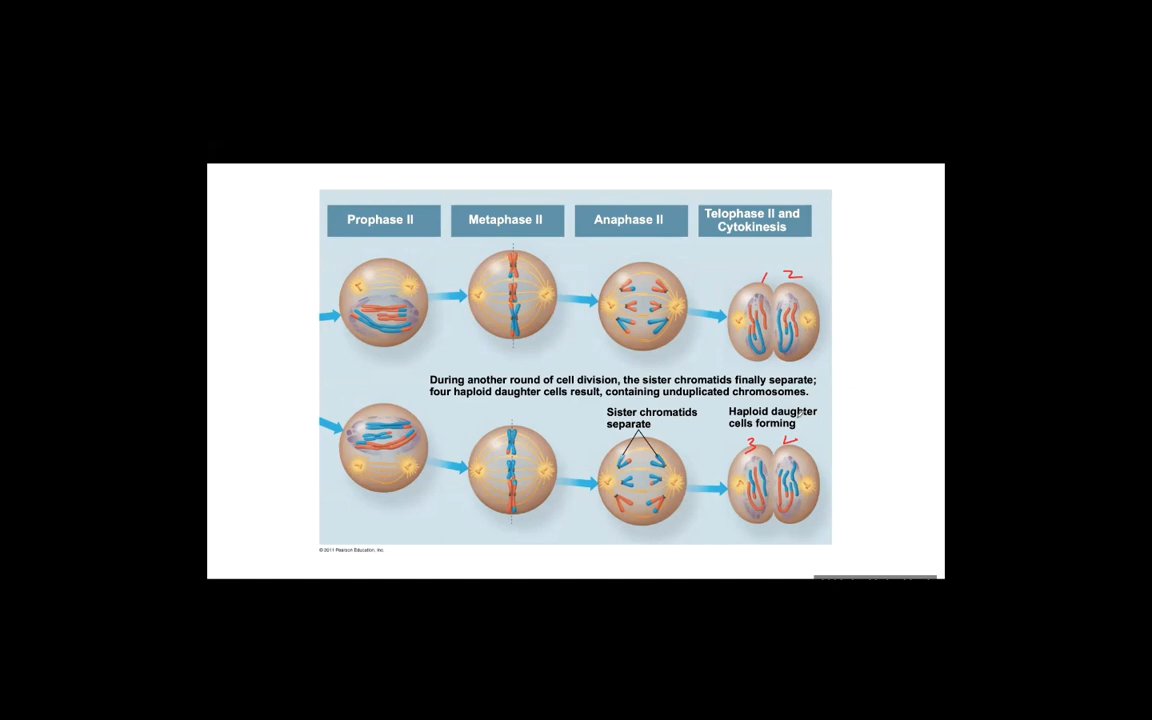 Prophase II
Metaphase II
Anaphase II
Telophase II and
Cytokinesis
1 2
During another round of cell division, the sister chromatids finally separate;
four haploid daughter cells result, containing unduplicated chromosomes.
Sister chromatids
separate
Haploid daughter
cells forming
3
© 2011 Pearson Education, Inc.